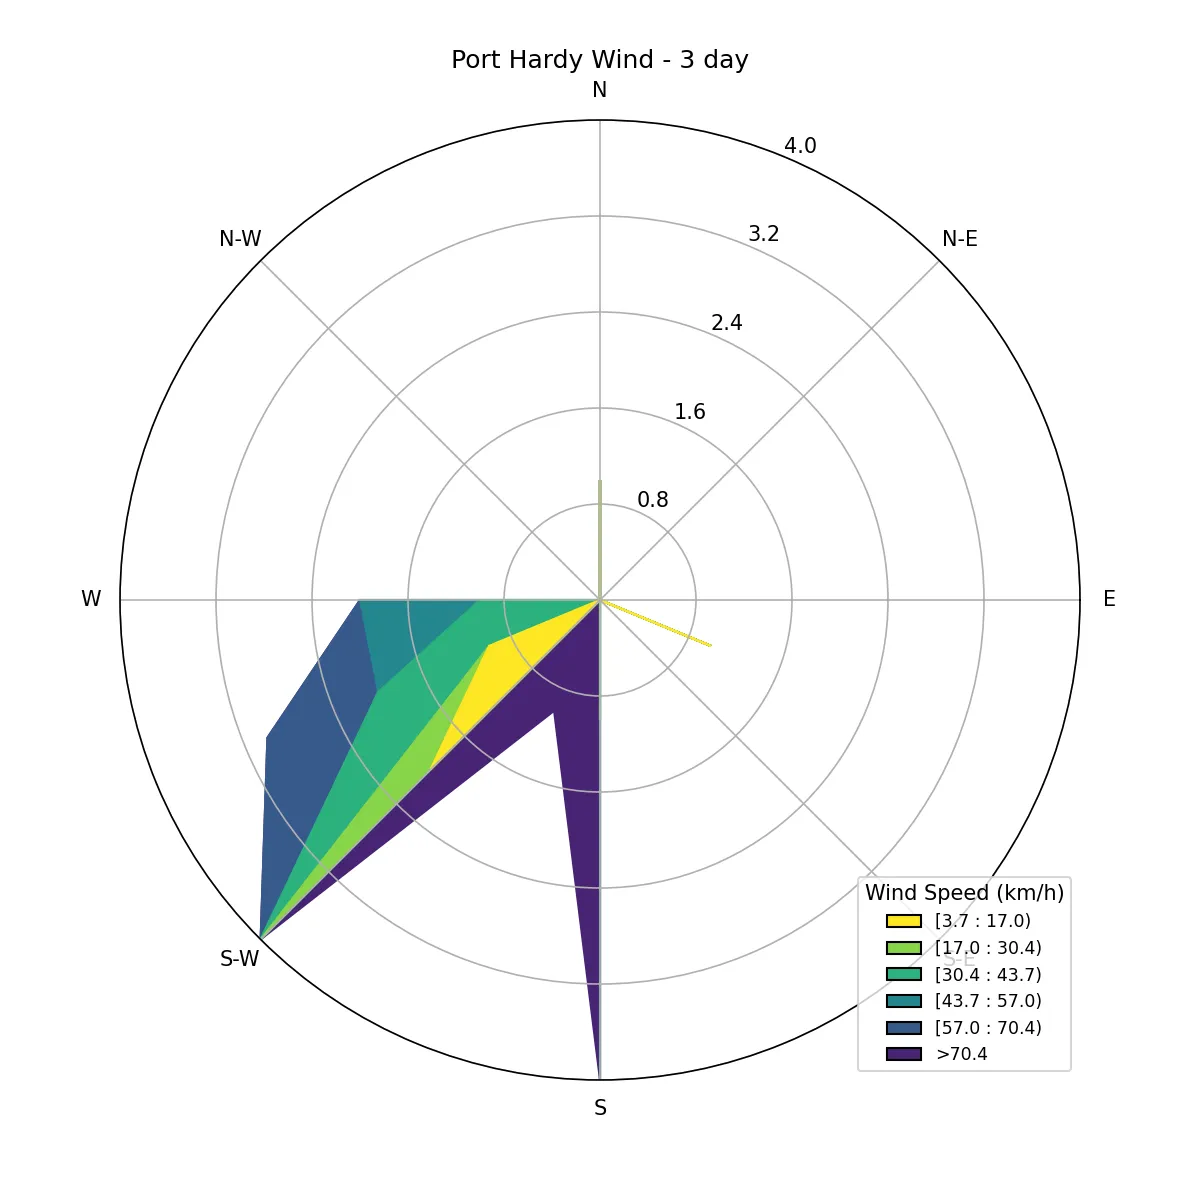 Port Hardy Wind - 3 day
N
4.0
N-W
3.2
N-E
2.4
1.6
0.8
W
E
S-W
S-E
S
Wind Speed (km/h)
[3.7 : 17.0)
[17.0 : 30.4)
[30.4 : 43.7)
[43.7 : 57.0)
[57.0 : 70.4)
>70.4